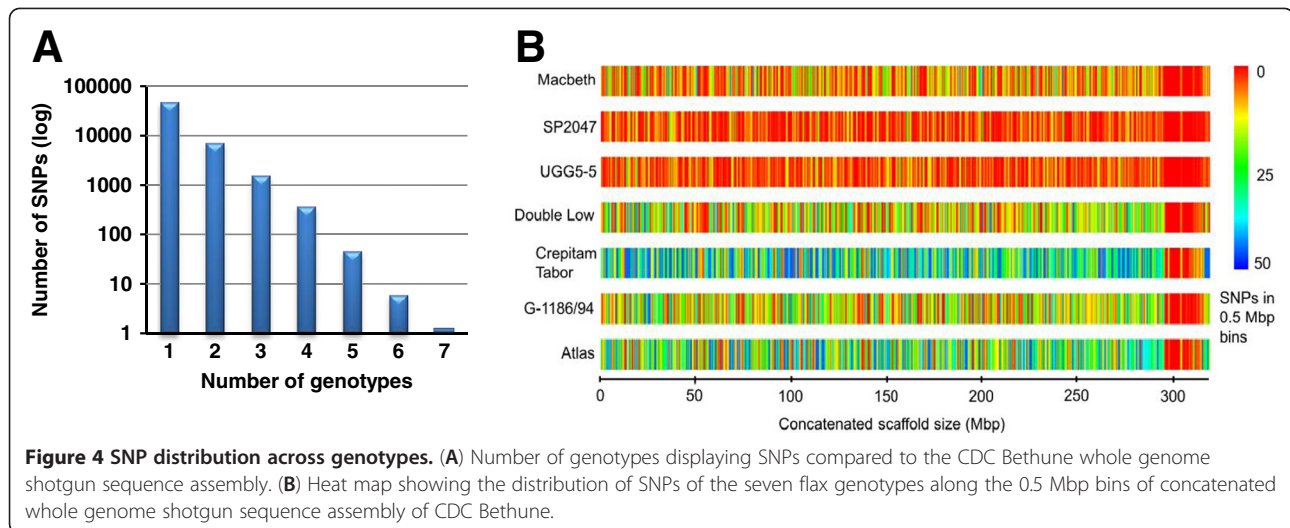 A
Number of SNPs (log)
100000
10000
1000
100
10
1
1 2 3 4 5 6 7
Number of genotypes
B
Macbeth
SP2047
UGG5-5
Double Low
Crepitam
Tabor
G-1186/94
Atlas
0 50 100 150 200 250 300
Concatenated scaffold size (Mbp)
0
25
50
SNPs in
0.5 Mbp
bins
Figure 4 SNP distribution across genotypes. (A) Number of genotypes displaying SNPs compared to the CDC Bethune whole genome
shotgun sequence assembly. (B) Heat map showing the distribution of SNPs of the seven flax genotypes along the 0.5 Mbp bins of concatenated
whole genome shotgun sequence assembly of CDC Bethune.